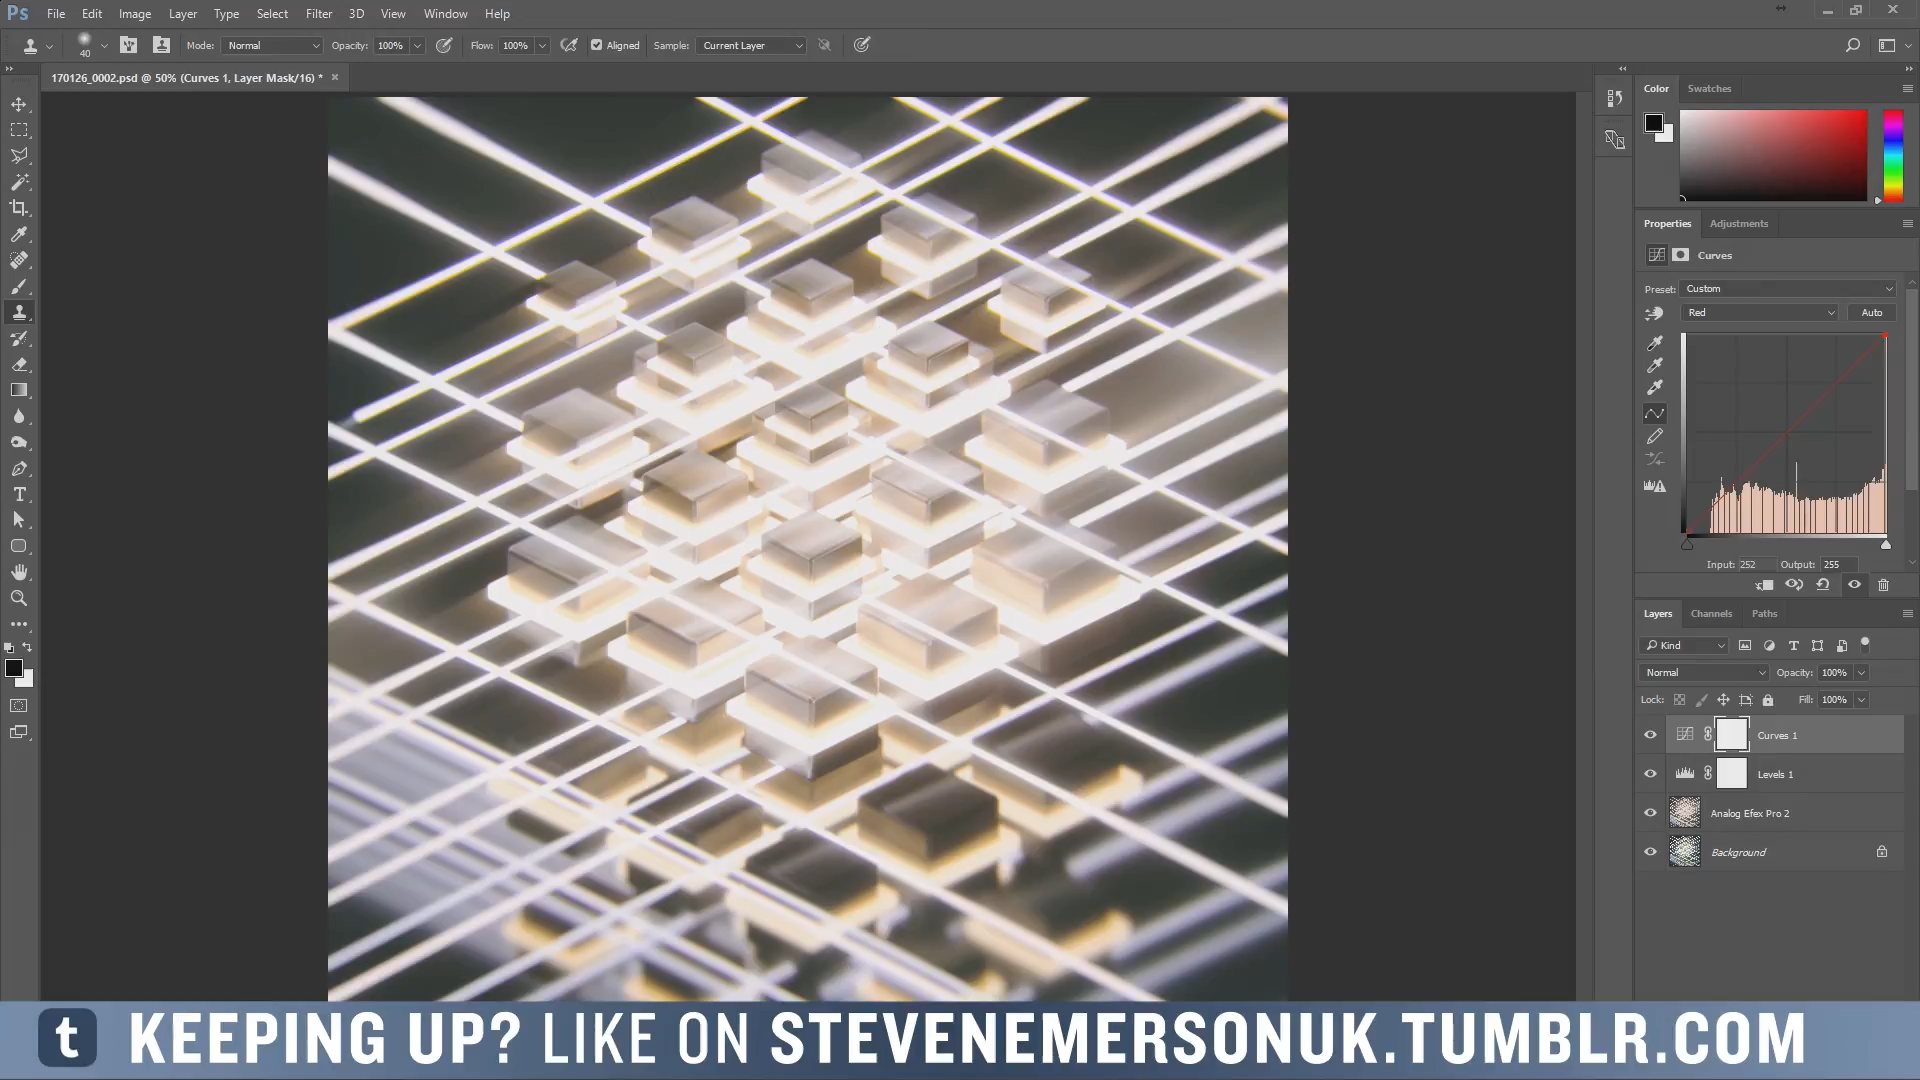 Ps File Edit Image Layer Type Select Filter 3D View Window Help
40 Mode: Normal Opacity: 100% Flow: 100% Aligned Sample: Current Layer
170126_0002.psd @ 50% (Curves 1, Layer Mask/16) *
Color Swatches
Properties Adjustments
Curves
Preset: Custom
Red Auto
Input: 252 Output: 255
Layers Channels Paths
Kind
Normal Opacity: 100%
Lock: Fill: 100%
Curves 1
Levels 1
Analog Efex Pro 2
Background
t KEEPING UP? LIKE ON STEVENEMERSONUK.TUMBLR.COM